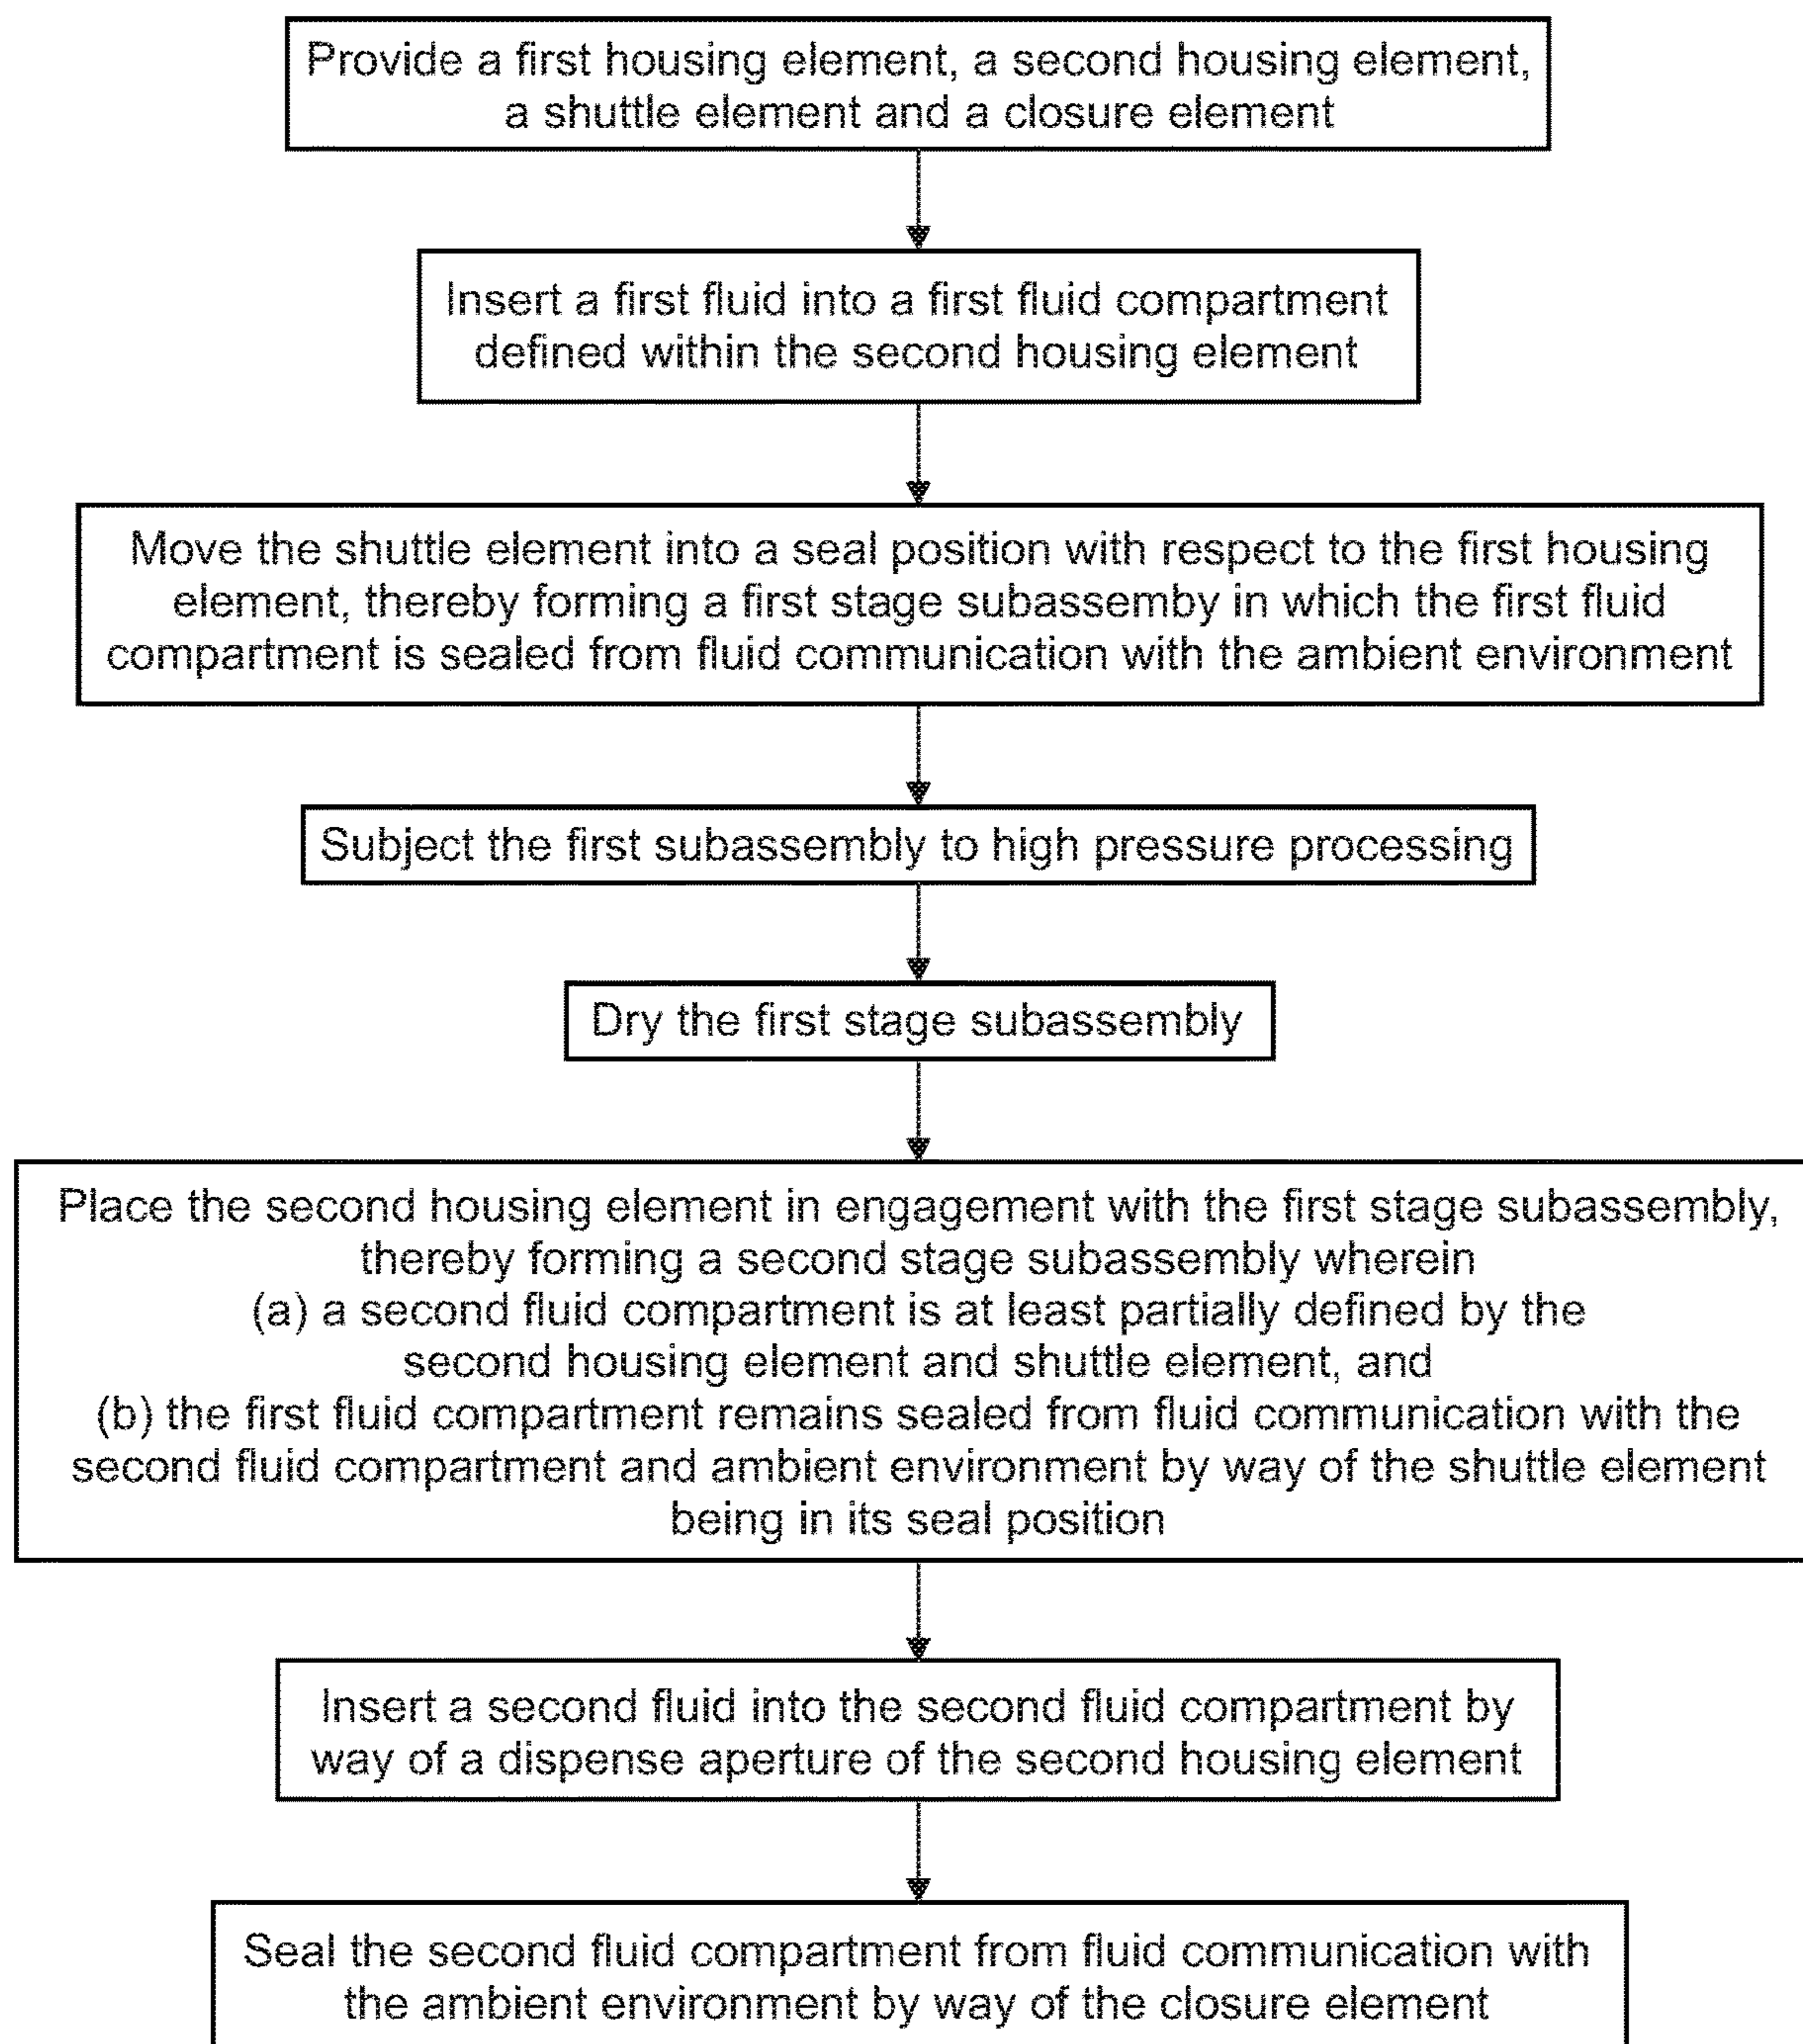 Provide a first housing element, a second housing element,
a shuttle element and a closure element
Insert a first fluid into a first fluid compartment
defined within the second housing element
Move the shuttle element into a seal position with respect to the first housing
element, thereby forming a first stage subassemby in which the first fluid
compartment is sealed from fluid communication with the ambient environment
Subject the first subassembly to high pressure processing
Dry the first stage subassembly
Place the second housing element in engagement with the first stage subassembly,
thereby forming a second stage subassembly wherein
(a) a second fluid compartment is at least partially defined by the
second housing element and shuttle element, and
(b) the first fluid compartment remains sealed from fluid communication with the
second fluid compartment and ambient environment by way of the shuttle element
being in its seal position
Insert a second fluid into the second fluid compartment by
way of a dispense aperture of the second housing element
Seal the second fluid compartment from fluid communication with
the ambient environment by way of the closure element